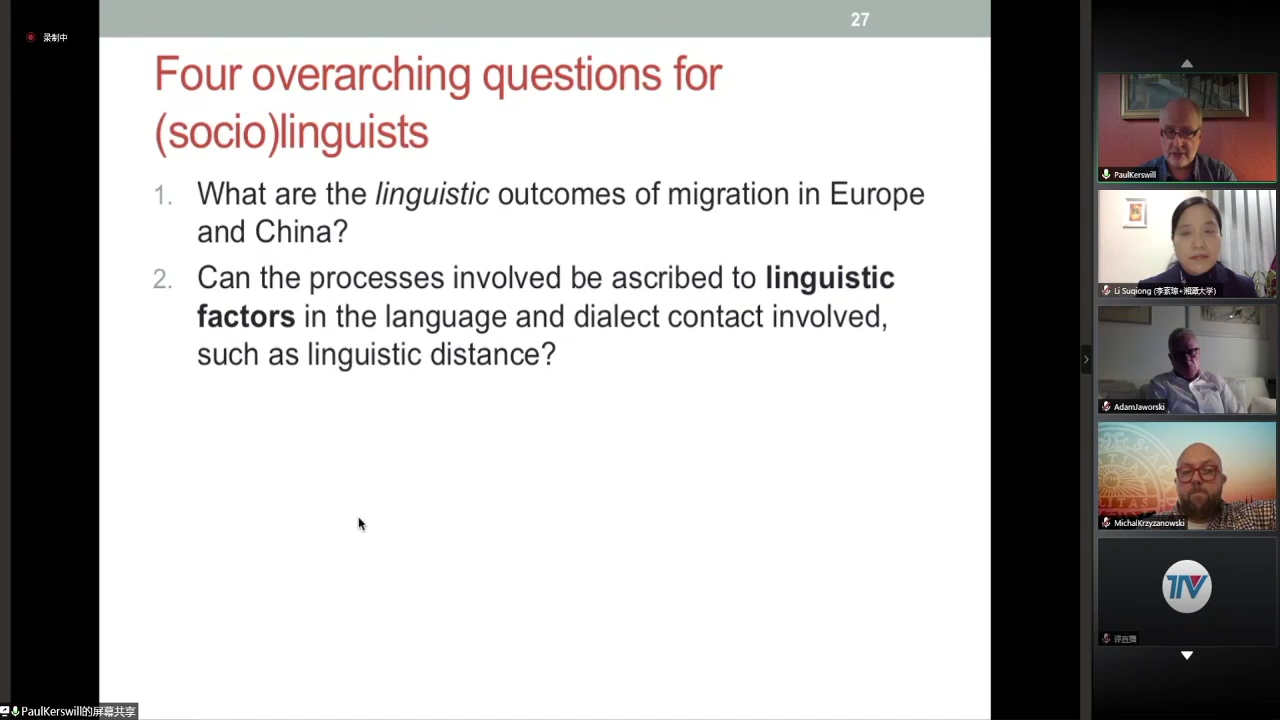 27
录制中
Four overarching questions for
(socio)linguists
1. What are the linguistic outcomes of migration in Europe
and China?
2. Can the processes involved be ascribed to linguistic
factors in the language and dialect contact involved,
such as linguistic distance?
PaulKerswill
Li Suqiong (李素琼+湘潭大学)
AdamJaworski
MichalKrzyzanowski
TIV
PaulKerswill的屏幕共享